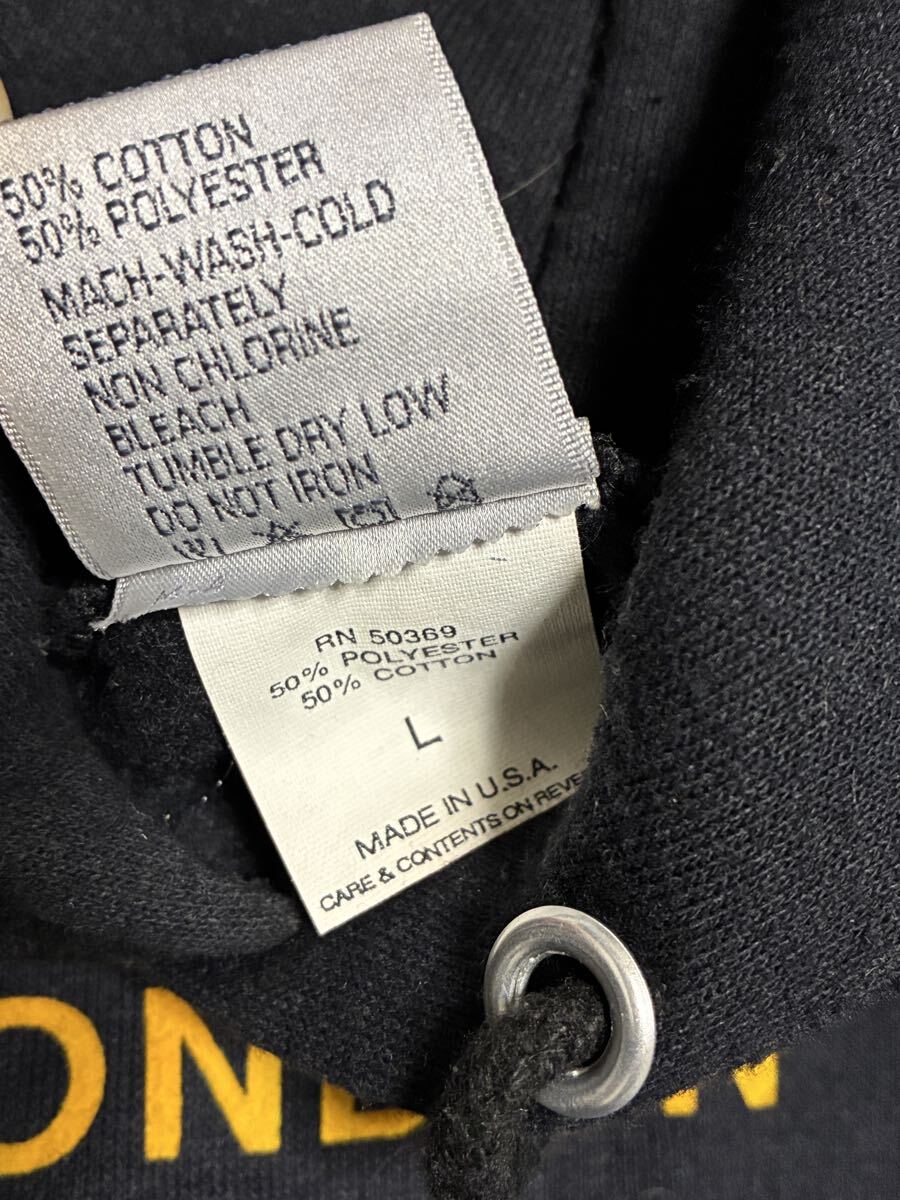 50% COTTON
50% POLYESTER
MACH-WASH-COLD
SEPARATELY
NON CHLORINE
BLEACH
TUMBLE DRY LOW
DO NOT IRON
RN 50369
50% POLYESTER
50% COTTON
L
MADE IN U.S.A.
CARE & CONTENTS ON REVE
ON